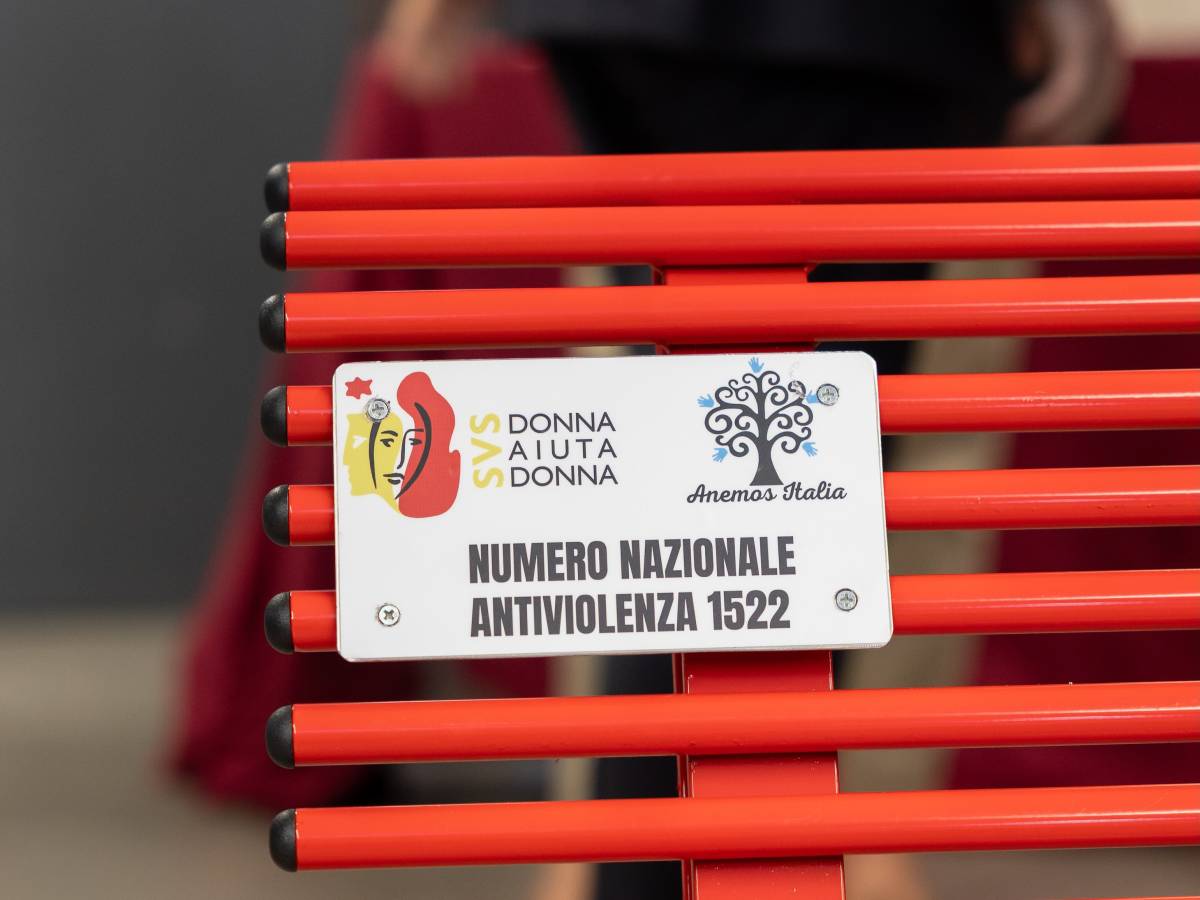 SVS
DONNA
AIUTA
DONNA
Anemos Italia
NUMERO NAZIONALE
ANTIVIOLENZA 1522